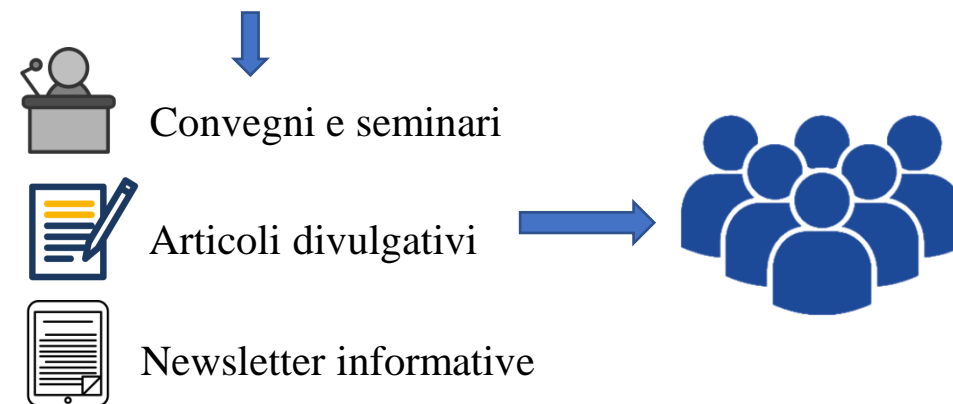 Convegni e seminari
Articoli divulgativi
Newsletter informative